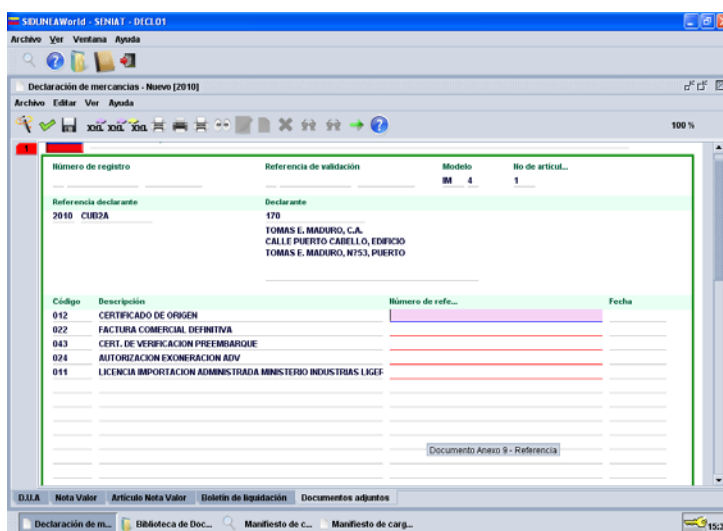 SIDUNEAWorld - SENIAT - DECL01
Archivo Ver Ventana Ayuda
Declaración de mercancias - Nuevo [2010]
Archivo Editar Ver Ayuda
100 %
1
Número de registro Referencia de validación Modelo No de artícul...
IM 4 1
Referencia declarante Declarante
2010 CUB2A 170
TOMAS E. MADURO, C.A.
CALLE PUERTO CABELLO, EDIFICIO
TOMAS E. MADURO, N?53, PUERTO
Código Descripción Número de refe... Fecha
012 CERTIFICADO DE ORIGEN
022 FACTURA COMERCIAL DEFINITIVA
043 CERT. DE VERIFICACION PREEMBARQUE
024 AUTORIZACION EXONERACION ADV
011 LICENCIA IMPORTACION ADMINISTRADA MINISTERIO INDUSTRIAS LIGEF
Documento Anexo 9 - Referencia
D.U.A Nota Valor Artículo Nota Valor Boletín de liquidación Documentos adjuntos
Declaración de m... Biblioteca de Doc... Manifiesto de c... Manifiesto de carg...